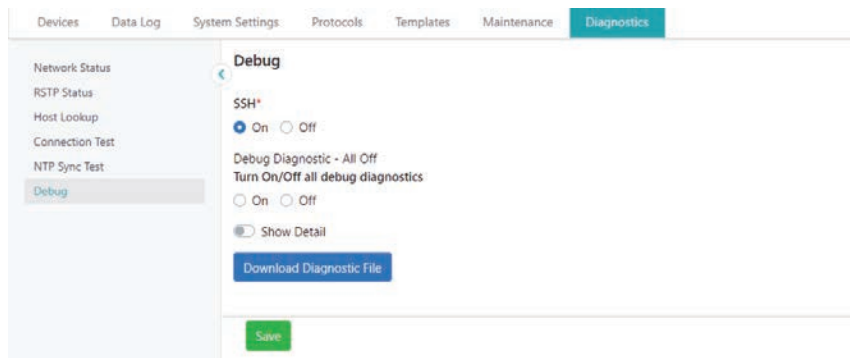 Devices Data Log System Settings Protocols Templates Maintenance Diagnostics
Network Status
RSTP Status
Host Lookup
Connection Test
NTP Sync Test
Debug
Debug
SSH*
On Off
Debug Diagnostic - All Off
Turn On/Off all debug diagnostics
On Off
Show Detail
Download Diagnostic File
Save